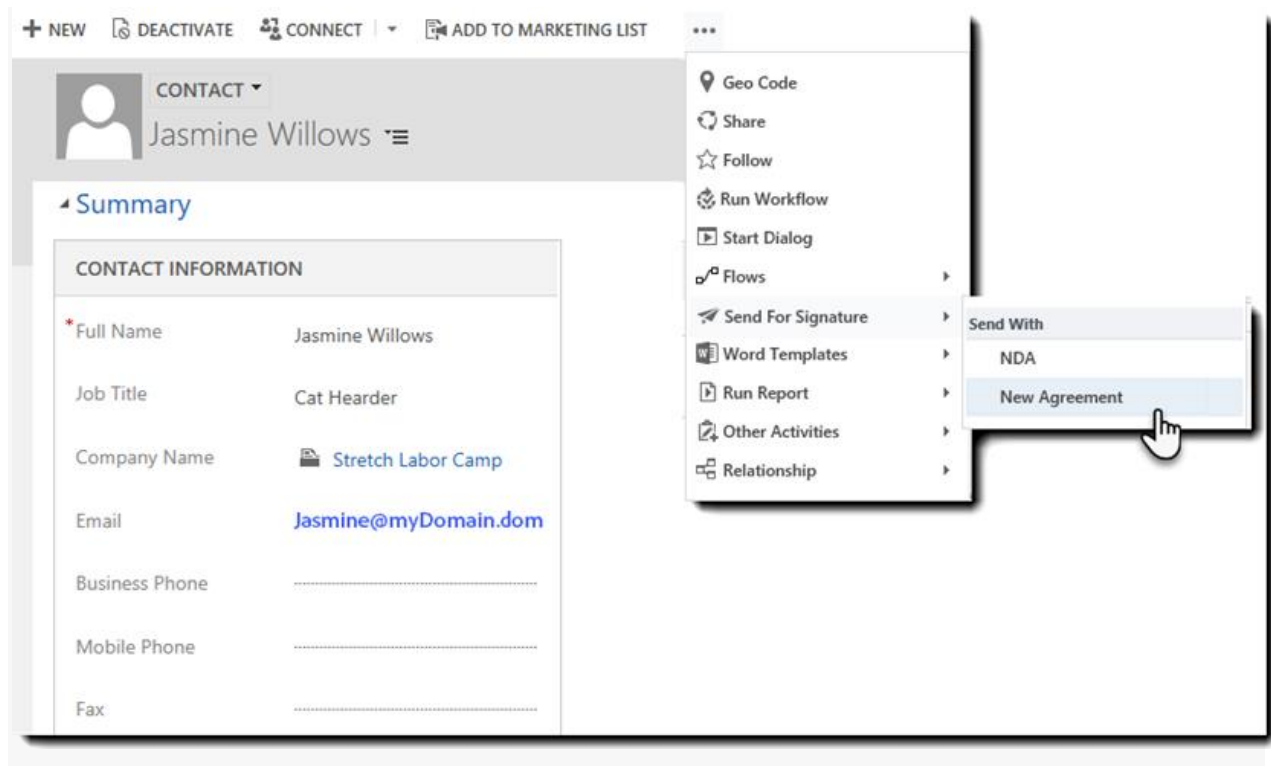 NEW DEACTIVATE CONNECT ADD TO MARKETING LIST ...
CONTACT
Jasmine Willows
Summary
CONTACT INFORMATION
*Full Name Jasmine Willows
Job Title Cat Hearder
Company Name Stretch Labor Camp
Email Jasmine@myDomain.dom
Business Phone
Mobile Phone
Fax
Geo Code
Share
Follow
Run Workflow
Start Dialog
Flows
Send For Signature
Word Templates
Run Report
Other Activities
Relationship
Send With
NDA
New Agreement